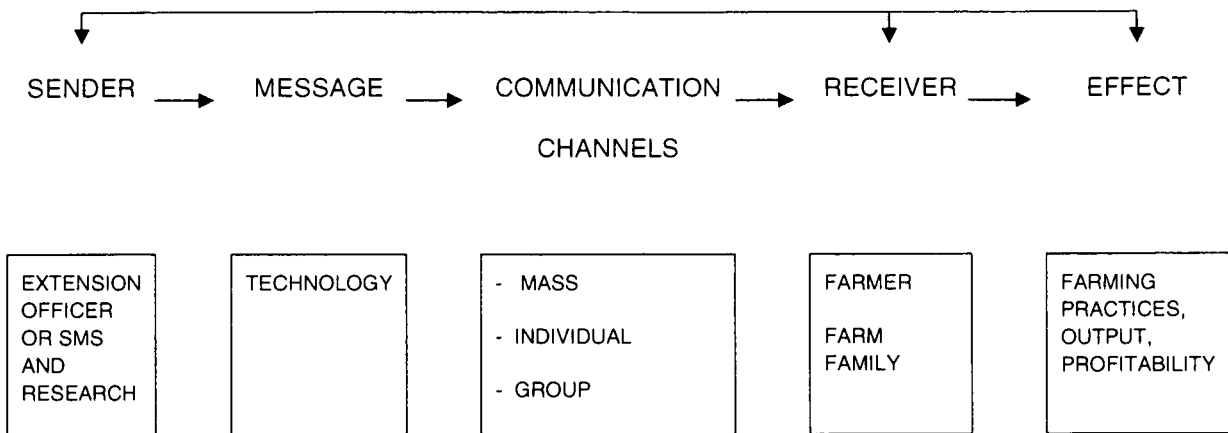 SENDER MESSAGE COMMUNICATION RECEIVER EFFECT
CHANNELS
EXTENSION
OFFICER
OR SMS
AND
RESEARCH
TECHNOLOGY
- MASS
- INDIVIDUAL
- GROUP
FARMER
FARM
FAMILY
FARMING
PRACTICES,
OUTPUT,
PROFITABILITY